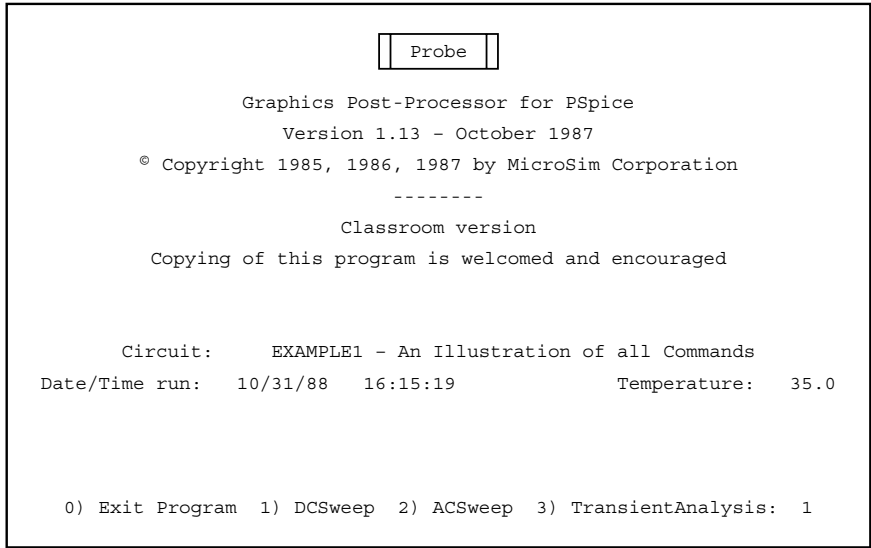 Probe
Graphics Post-Processor for PSpice
Version 1.13 – October 1987
© Copyright 1985, 1986, 1987 by MicroSim Corporation
--------
Classroom version
Copying of this program is welcomed and encouraged
Circuit: EXAMPLE1 – An Illustration of all Commands
Date/Time run: 10/31/88 16:15:19 Temperature: 35.0
0) Exit Program 1) DCSweep 2) ACSweep 3) TransientAnalysis: 1